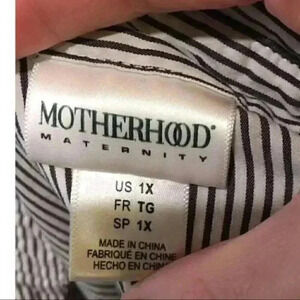 MOTHERHOOD®
MATERNITY
US 1X
FR TG
SP 1X
MADE IN CHINA
FABRIQUÉ EN CHINE
HECHO EN CHINA